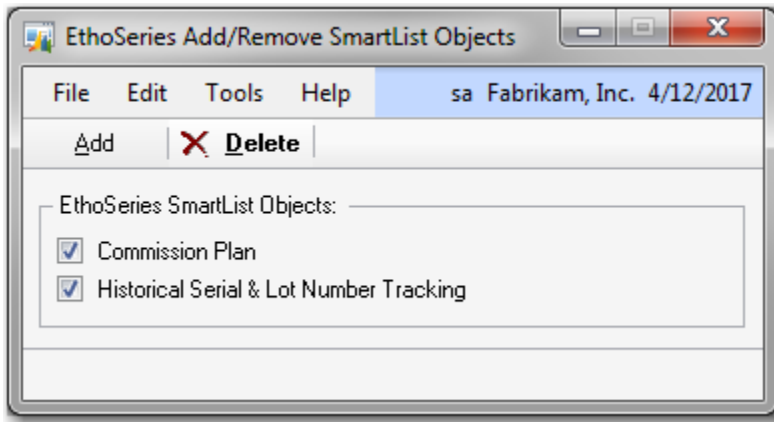 EthoSeries Add/Remove SmartList Objects
File Edit Tools Help sa Fabrikam, Inc. 4/12/2017
Add Delete
EthoSeries SmartList Objects:
Commission Plan
Historical Serial & Lot Number Tracking